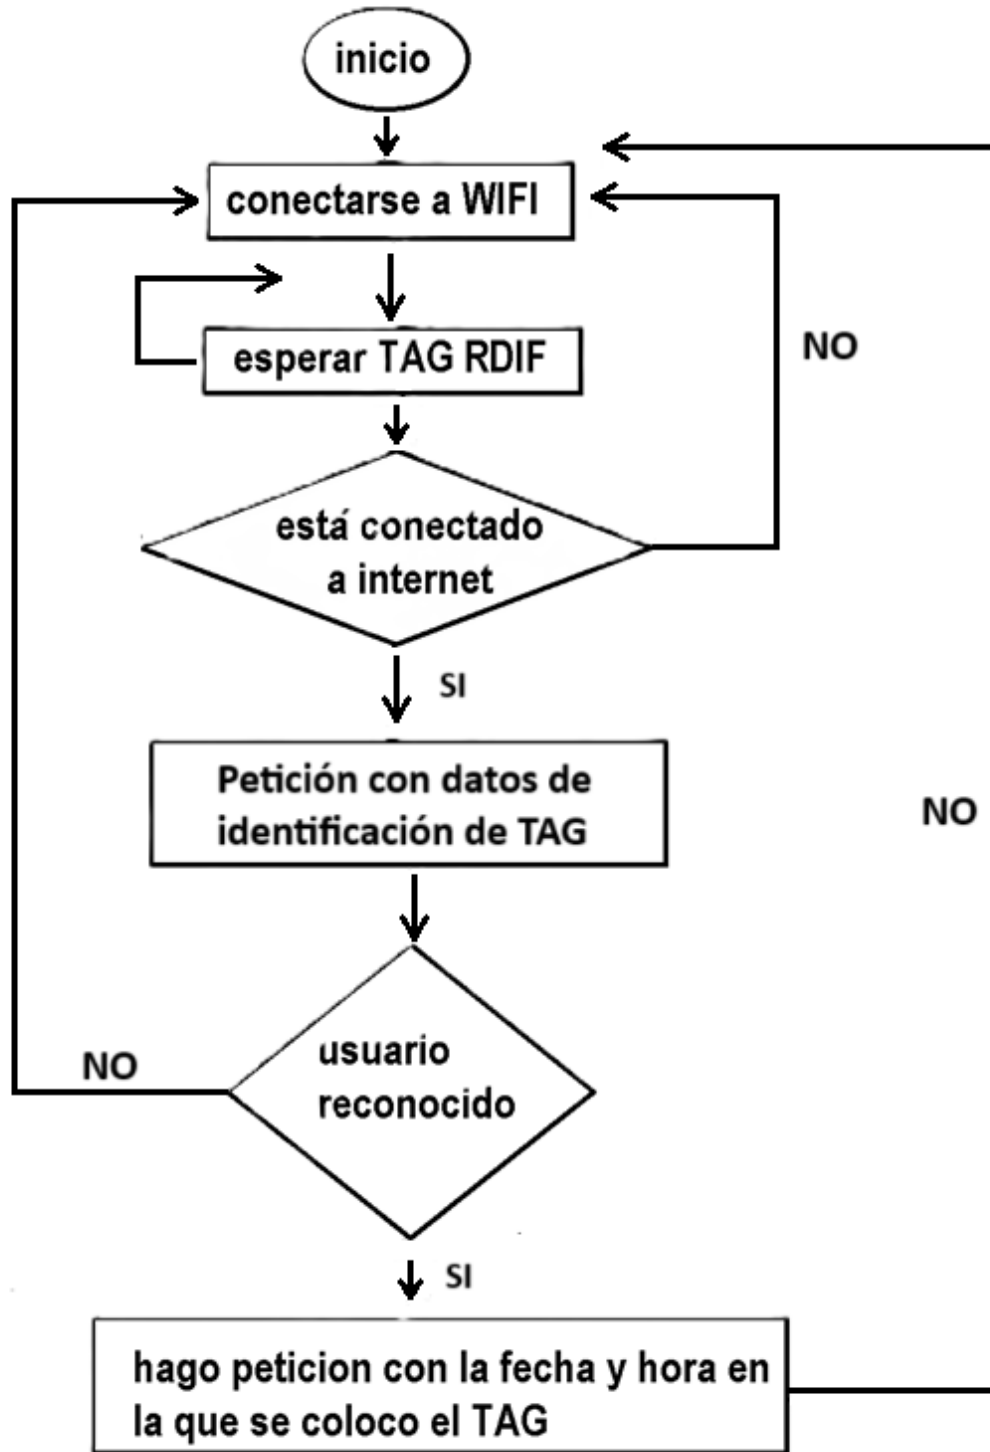 inicio
conectarse a WIFI
esperar TAG RDIF
NO
está conectado
a internet
SI
Petición con datos de
identificación de TAG
NO
usuario
reconocido
NO
SI
hago peticion con la fecha y hora en
la que se coloco el TAG